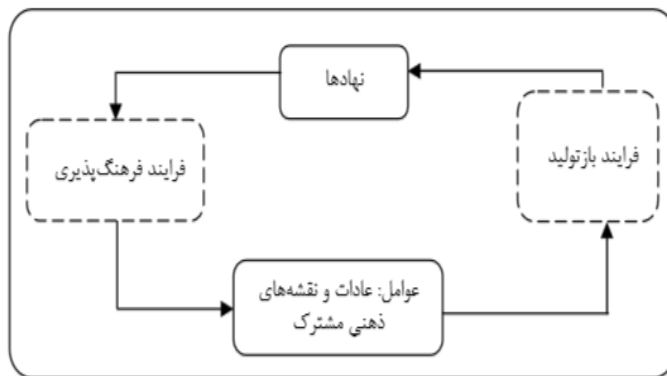 نهادها
فرایند بازتولید
فرایند فرهنگ‌پذیری
عوامل: عادات و نقشه‌های
ذهنی مشترک